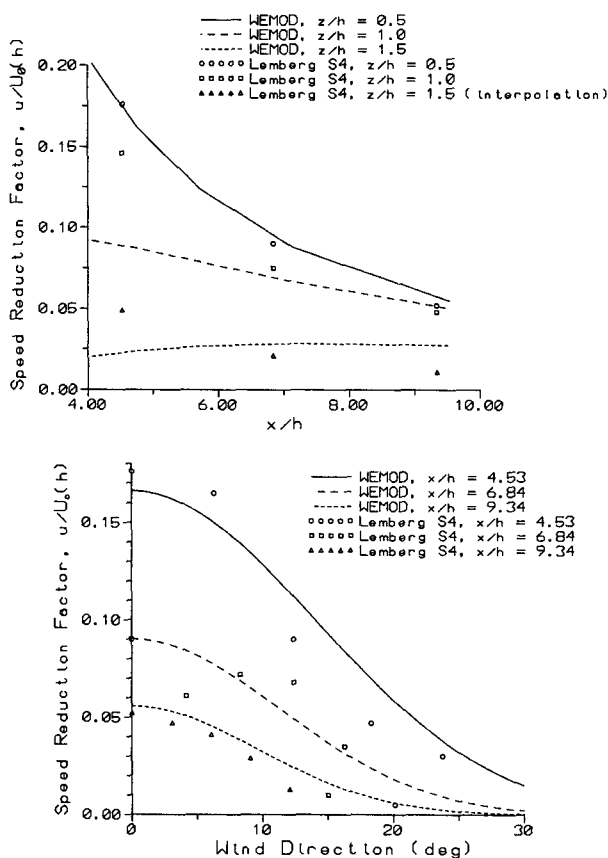 WEMOD, z/h = 0.5
WEMOD, z/h = 1.0
WEMOD, z/h = 1.5
Lemberg S4, z/h = 0.5
Lemberg S4, z/h = 1.0
Lemberg S4, z/h = 1.5 (interpolation)
Speed Reduction Factor, u/U₀(h)
0.20
0.15
0.10
0.05
0.00
4.00 6.00 8.00 10.00
x/h
WEMOD, x/h = 4.53
WEMOD, x/h = 6.84
WEMOD, x/h = 9.34
Lemberg S4, x/h = 4.53
Lemberg S4, x/h = 6.84
Lemberg S4, x/h = 9.34
Speed Reduction Factor, u/U₀(h)
0.15
0.10
0.05
0.00
0 10 20 30
Wind Direction (deg)